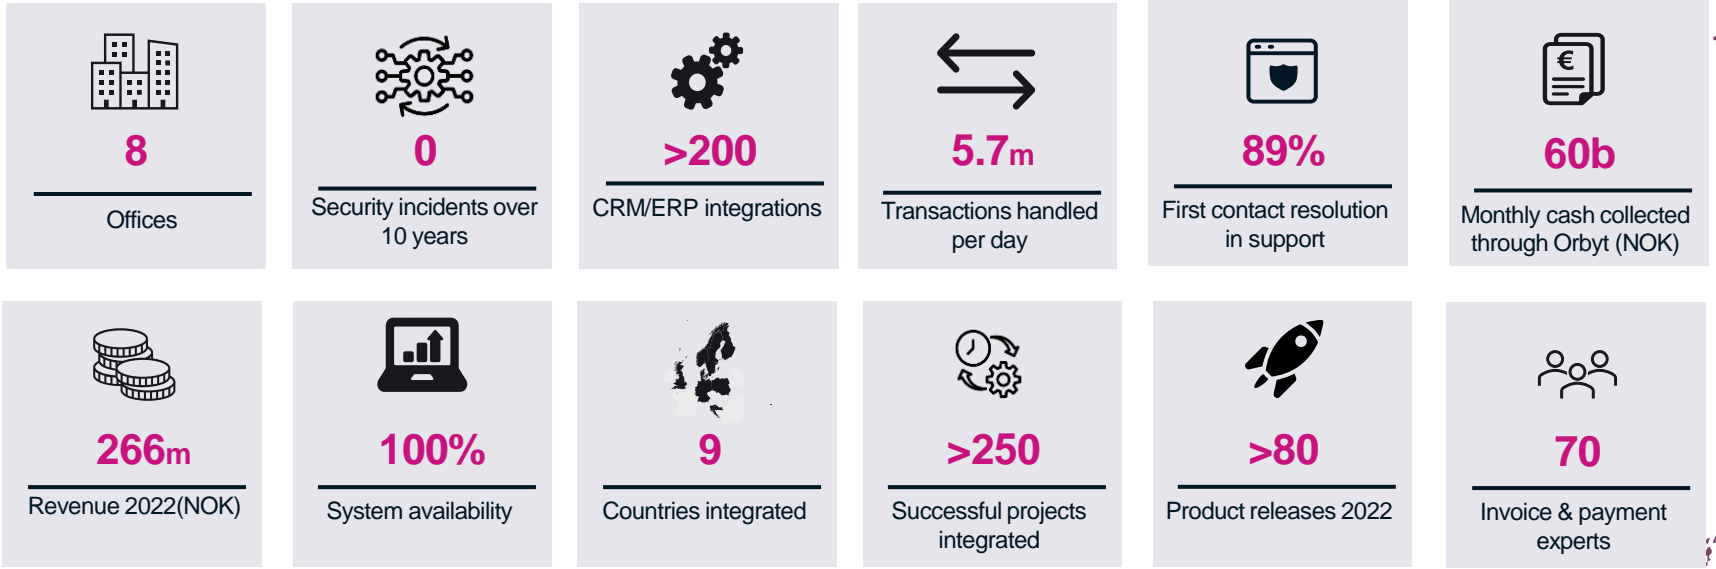 8
Offices
0
Security incidents over
10 years
>200
CRM/ERP integrations
5.7m
Transactions handled
per day
89%
First contact resolution
in support
€
60b
Monthly cash collected
through Orbyt (NOK)
266m
Revenue 2022(NOK)
100%
System availability
9
Countries integrated
>250
Successful projects
integrated
>80
Product releases 2022
70
Invoice & payment
experts